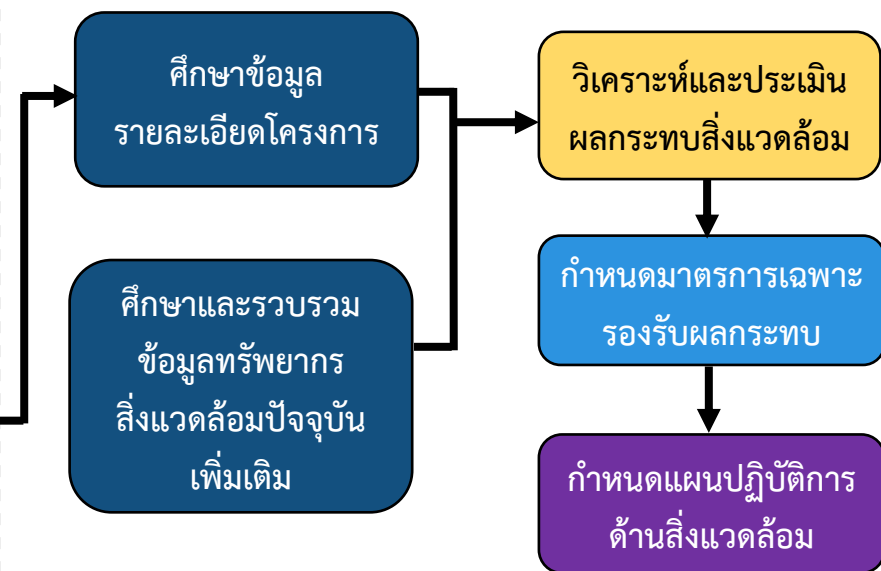 ศึกษาข้อมูล
รายละเอียดโครงการ
ศึกษาและรวบรวม
ข้อมูลทรัพยากร
สิ่งแวดล้อมปัจจุบัน
เพิ่มเติม
วิเคราะห์และประเมิน
ผลกระทบสิ่งแวดล้อม
กำหนดมาตรการเฉพาะ
รองรับผลกระทบ
กำหนดแผนปฏิบัติการ
ด้านสิ่งแวดล้อม